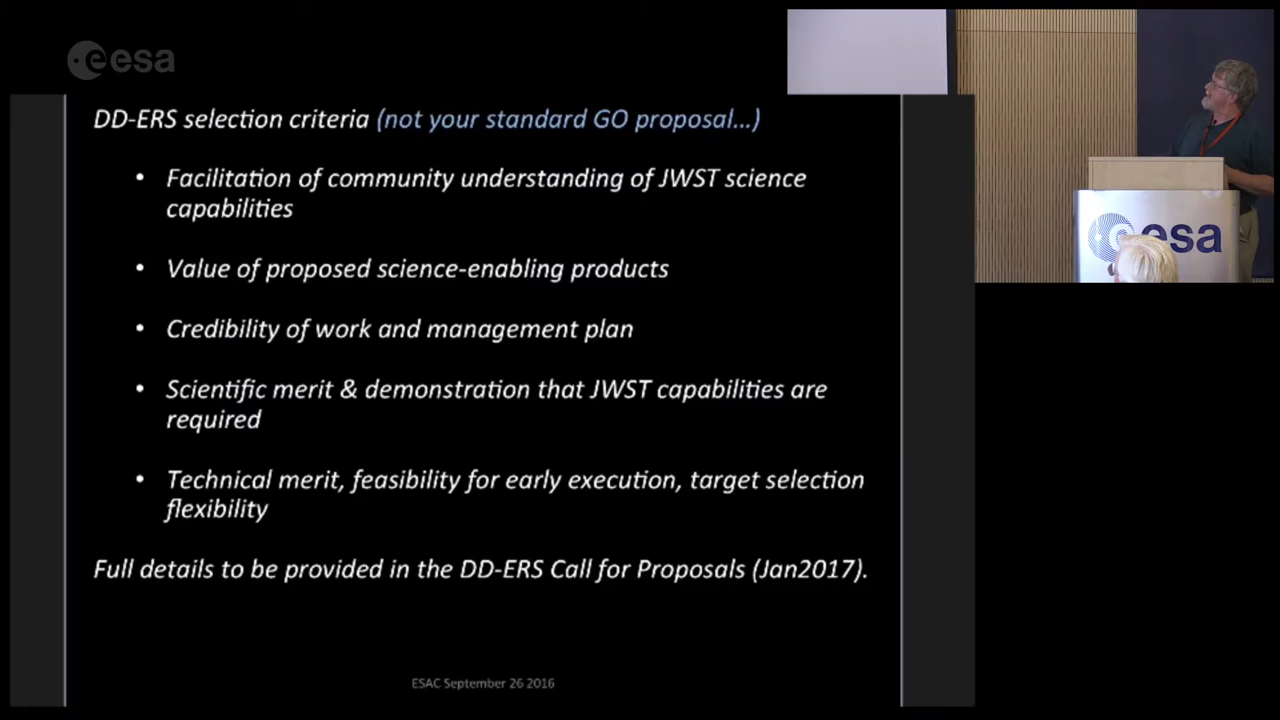 esa
DD-ERS selection criteria (not your standard GO proposal...)
• Facilitation of community understanding of JWST science
capabilities
• Value of proposed science-enabling products
• Credibility of work and management plan
• Scientific merit & demonstration that JWST capabilities are
required
• Technical merit, feasibility for early execution, target selection
flexibility
Full details to be provided in the DD-ERS Call for Proposals (Jan2017).
ESAC September 26 2016
esa